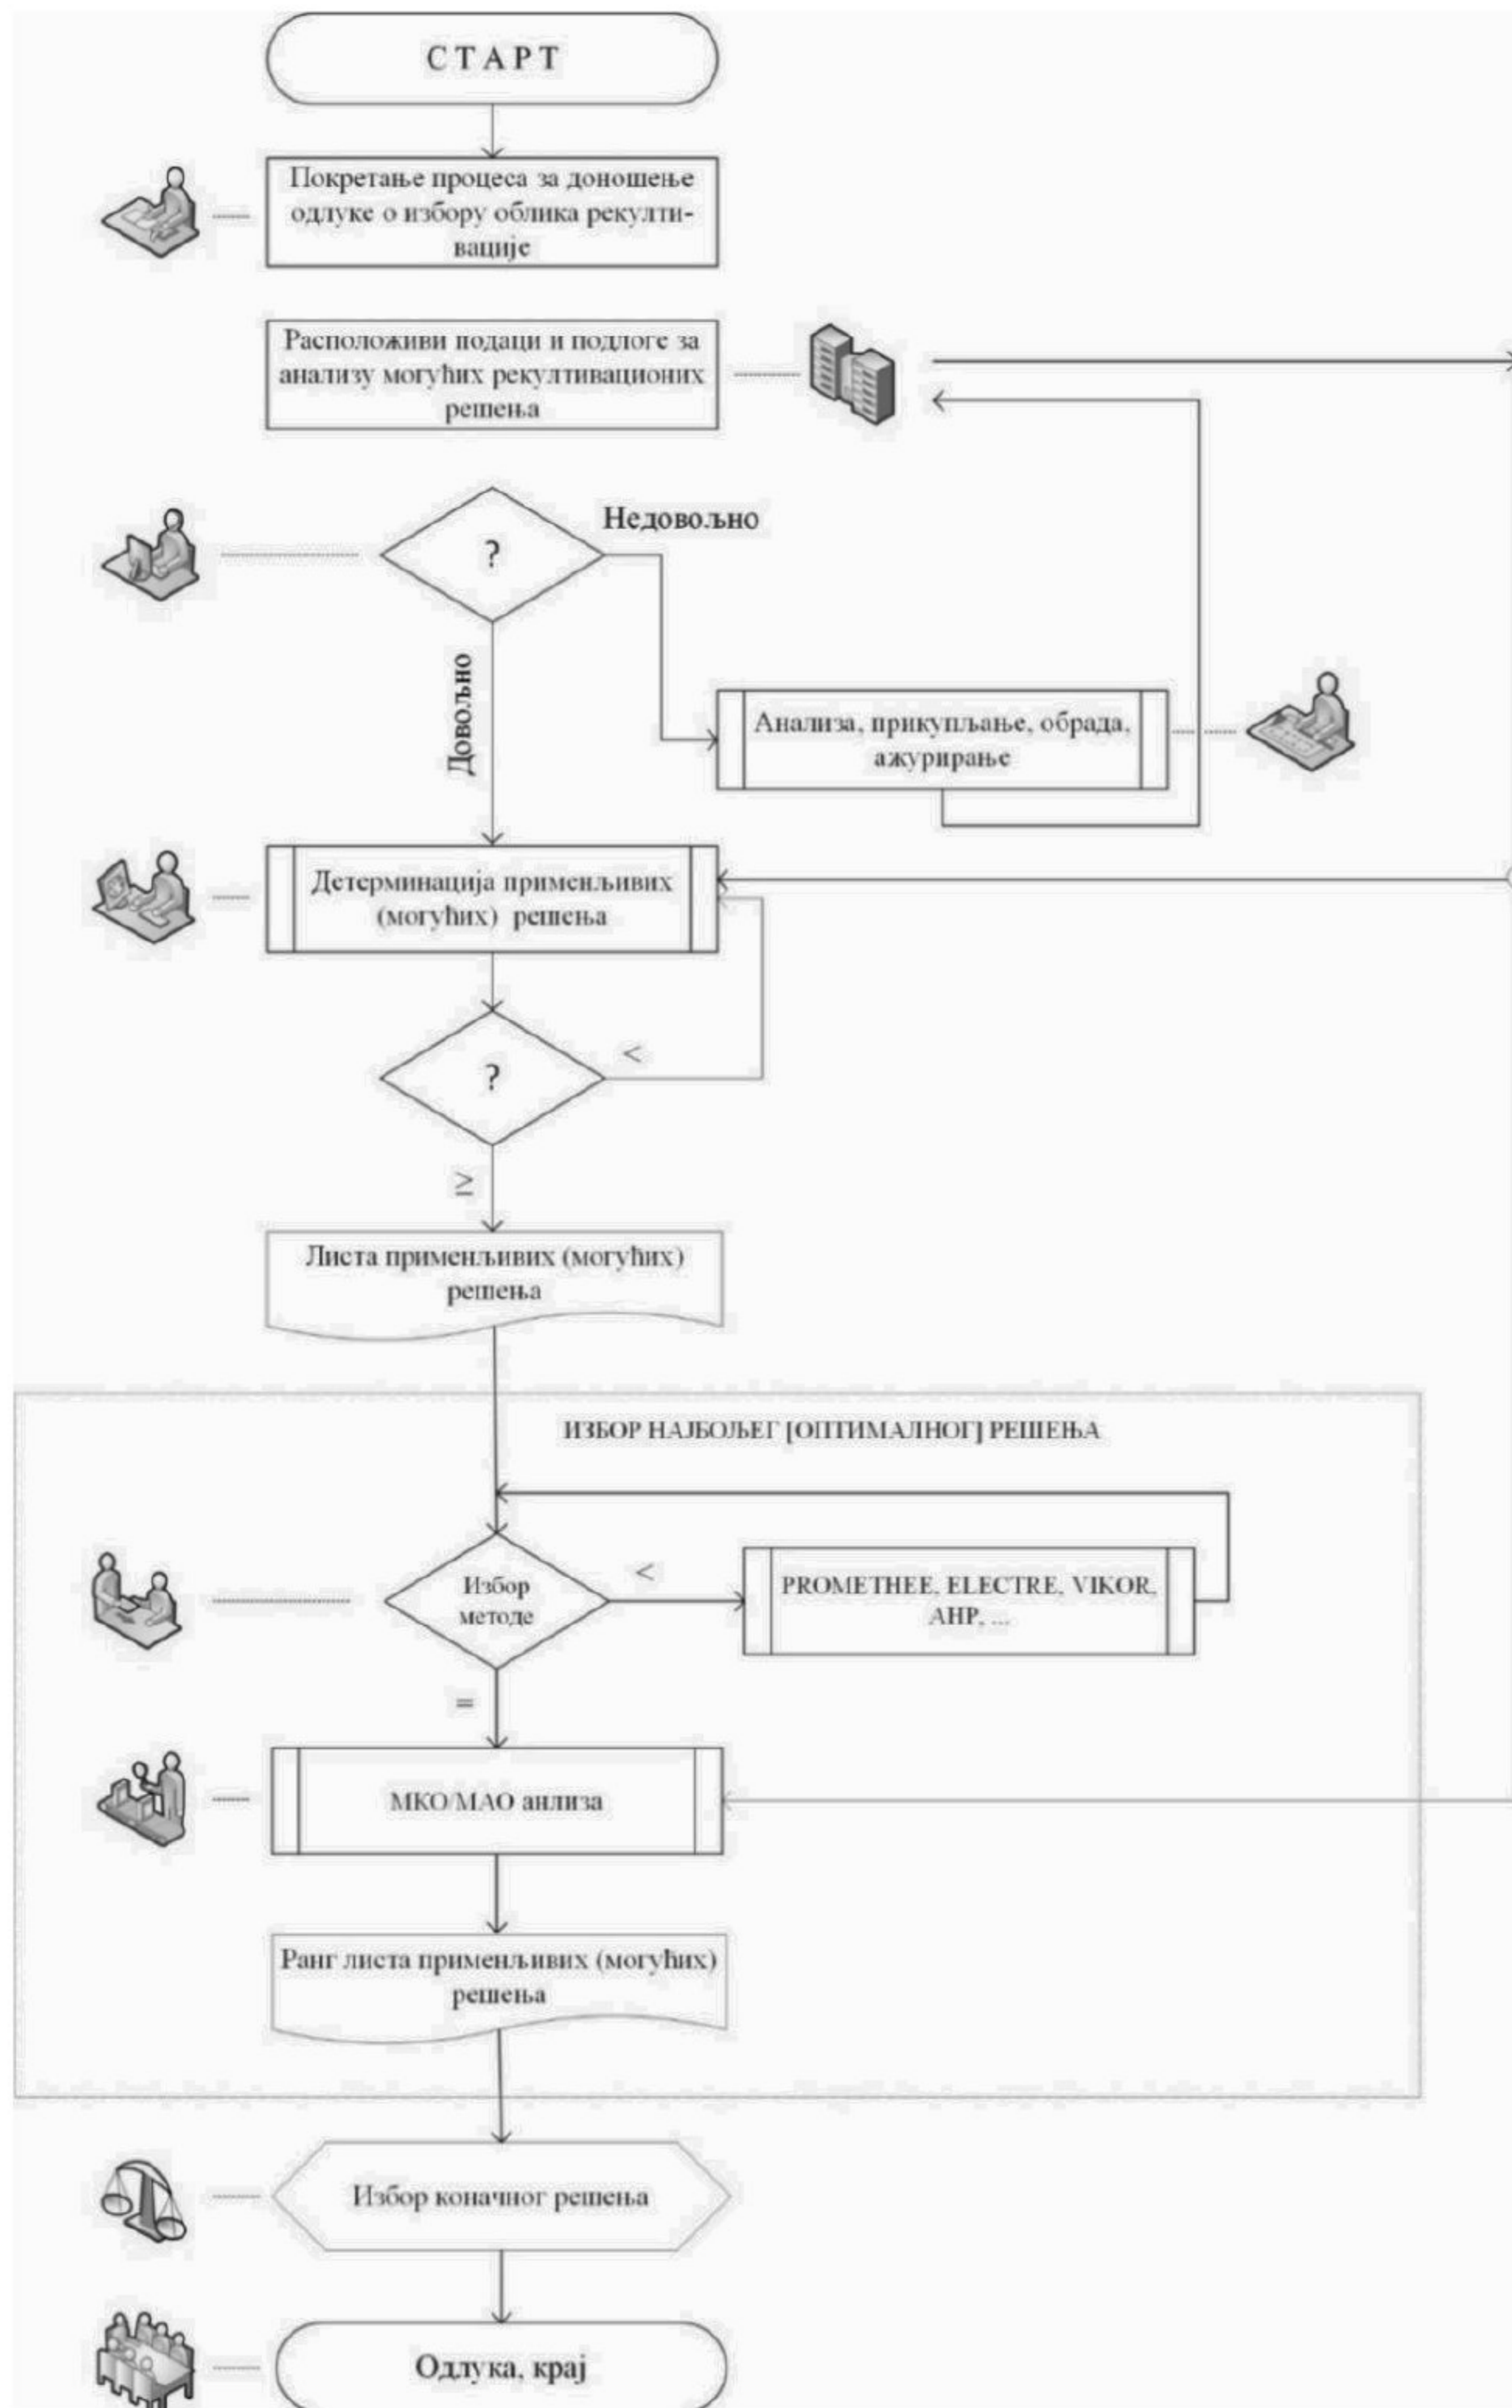 СТАРТ
Покретање процеса за доношење
одлуке о избору облика рекулти-
вације
Расположиви подаци и подлоге за
анализу могућих рекултивационих
решења
?
Недовољно
Довољно
Анализа, прикупљање, обрада,
ажурирање
Детерминација применљивих
(могућих) решења
?
<
≥
Листа применљивих (могућих)
решења
ИЗБОР НАЈБОЉЕГ [ОПТИМАЛНОГ] РЕШЕЊА
Избор
методе
<
PROMETHEE, ELECTRE, VIKOR,
AHP, ...
=
МКО/МАО анлиза
Ранг листа применљивих (могућих)
решења
Избор коначног решења
Одлука, крај